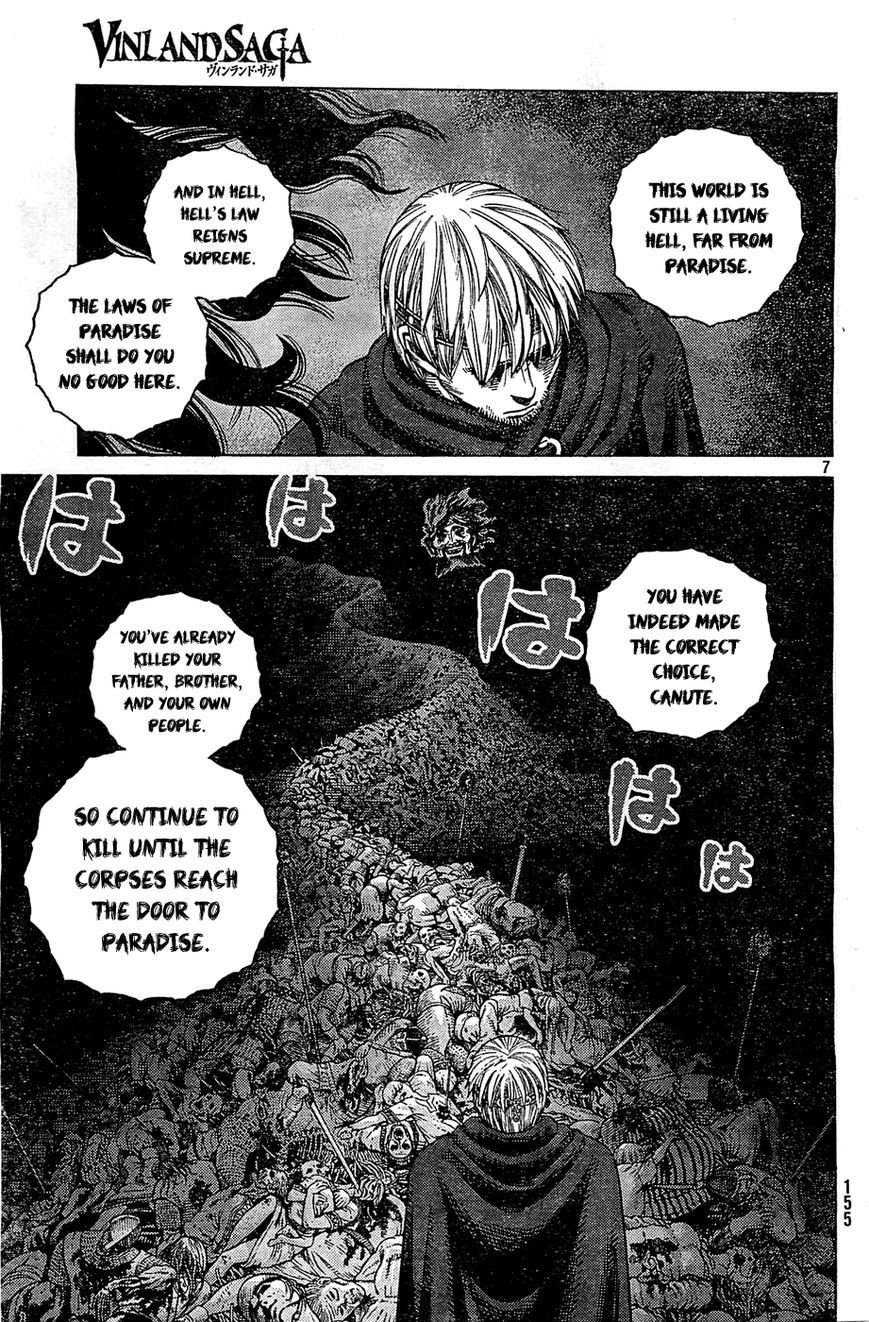 VINLAND SAGA
ヴィンランド・サガ
THIS WORLD IS
STILL A LIVING
HELL, FAR FROM
PARADISE.
AND IN HELL,
HELL'S LAW
REIGNS
SUPREME.
THE LAWS OF
PARADISE
SHALL DO YOU
NO GOOD HERE.
7
は
は
は
は
は
YOU HAVE
INDEED MADE
THE CORRECT
CHOICE,
CANUTE.
YOU'VE ALREADY
KILLED YOUR
FATHER, BROTHER,
AND YOUR OWN
PEOPLE.
SO CONTINUE TO
KILL UNTIL THE
CORPSES REACH
THE DOOR TO
PARADISE.
155